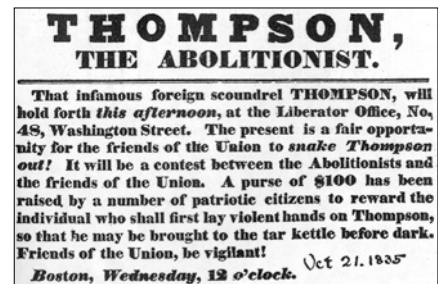 THOMPSON,
THE ABOLITIONIST.
That infamous foreign scoundrel THOMPSON, will
hold forth this afternoon, at the Liberator Office, No,
48, Washington Street. The present is a fair opportu-
nity for the friends of the Union to snake Thompson
out! It will be a contest between the Abolitionists and
the friends of the Union. A purse of $100 has been
raised by a number of patriotic citizens to reward the
individual who shall first lay violent hands on Thompson,
so that he may be brought to the tar kettle before dark.
Friends of the Union, be vigilant!
Boston, Wednesday, 12 o'clock.
Oct 21. 1835